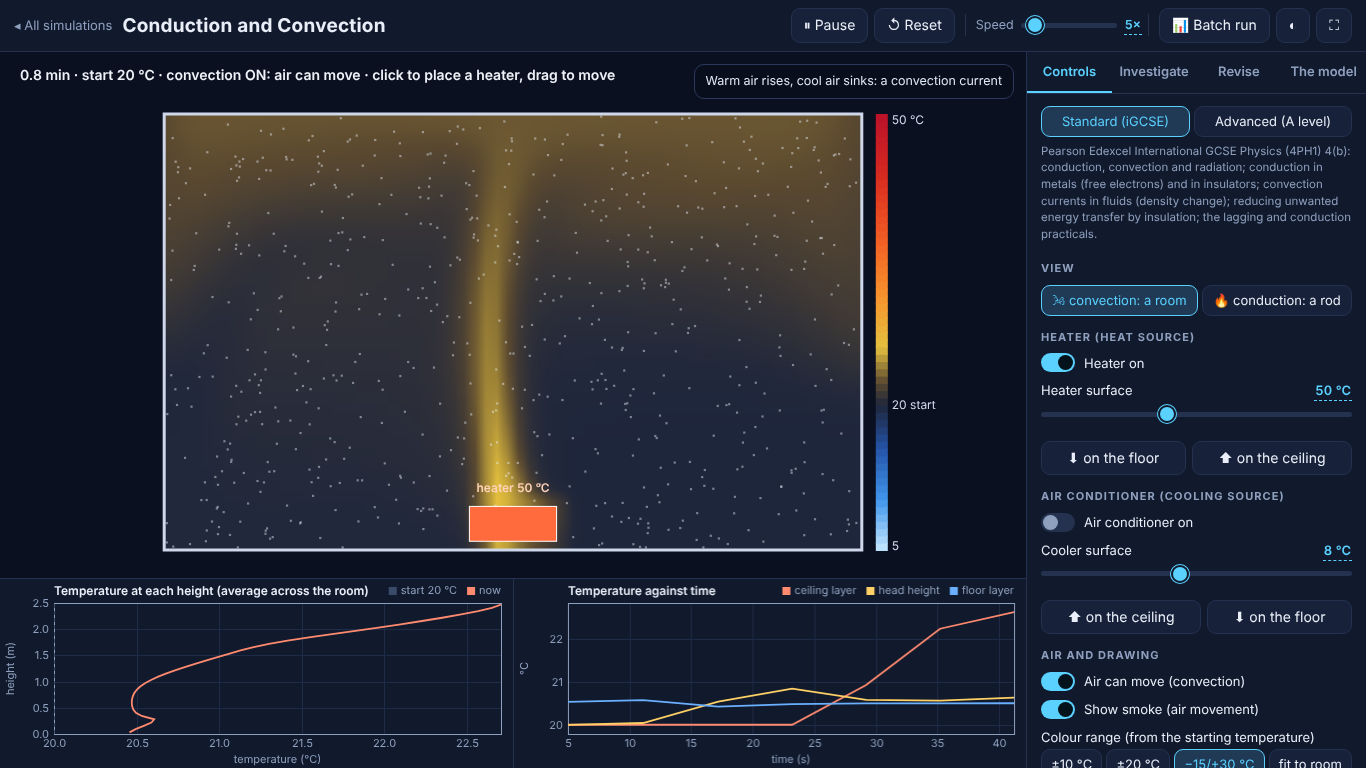 ◂ All simulations Conduction and Convection ⏸ Pause ↺ Reset Speed 5× 📊 Batch run
0.8 min · start 20 °C · convection ON: air can move · click to place a heater, drag to move
Warm air rises, cool air sinks: a convection current
50 °C
20 start
5
heater 50 °C
Temperature at each height (average across the room)
start 20 °C now
2.5
2.0
1.5
1.0
0.5
0.0
height (m)
20.0 20.5 21.0 21.5 22.0 22.5
temperature (°C)
Temperature against time
ceiling layer head height floor layer
22
21
20
°C
5 10 15 20 25 30 35 40
time (s)
Controls Investigate Revise The model
Standard (iGCSE) Advanced (A level)
Pearson Edexcel International GCSE Physics (4PH1) 4(b):
conduction, convection and radiation; conduction in
metals (free electrons) and in insulators; convection
currents in fluids (density change); reducing unwanted
energy transfer by insulation; the lagging and conduction
practicals.
VIEW
🌬 convection: a room 🔥 conduction: a rod
HEATER (HEAT SOURCE)
Heater on
Heater surface 50 °C
⬇ on the floor ⬆ on the ceiling
AIR CONDITIONER (COOLING SOURCE)
Air conditioner on
Cooler surface 8 °C
⬆ on the ceiling ⬇ on the floor
AIR AND DRAWING
Air can move (convection)
Show smoke (air movement)
Colour range (from the starting temperature)
±10 °C ±20 °C −15/+30 °C fit to room